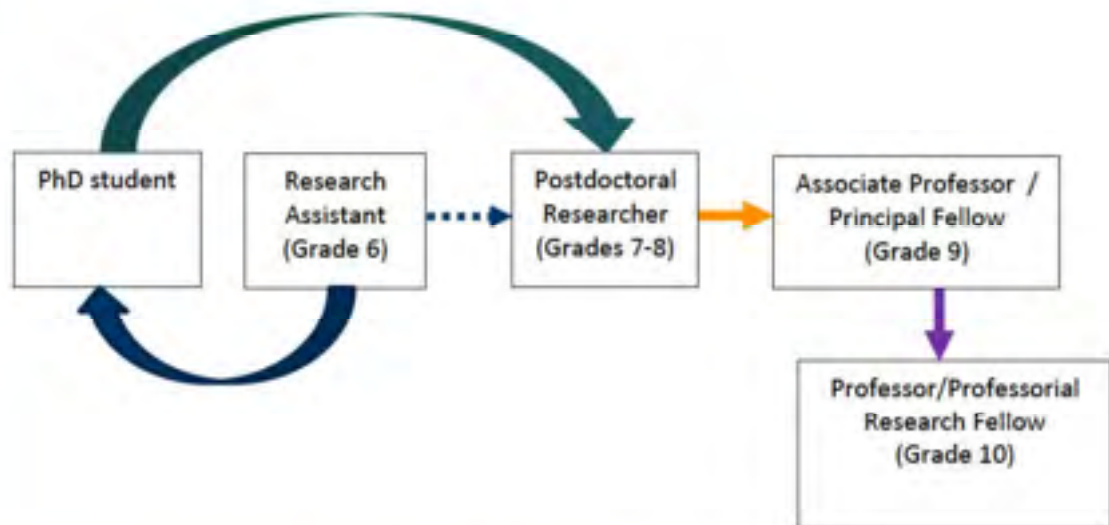 PhD student
Research
Assistant
(Grade 6)
Postdoctoral
Researcher
(Grades 7-8)
Associate Professor /
Principal Fellow
(Grade 9)
Professor/Professorial
Research Fellow
(Grade 10)